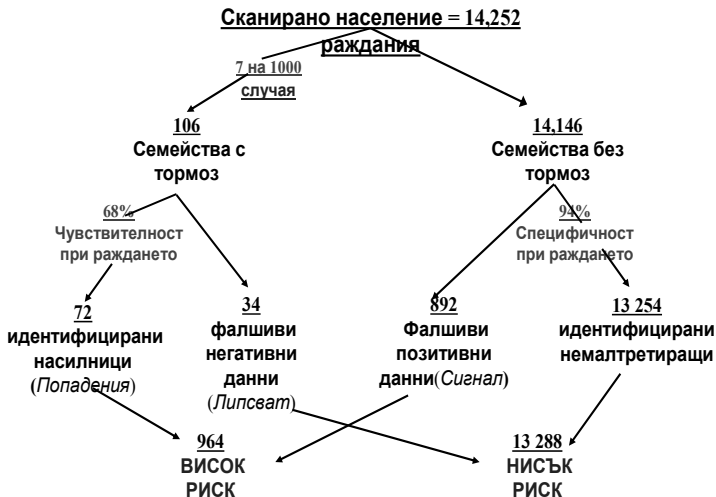 Сканирано население = 14,252
раждания
7 на 1000
случая
106
Семейства с
тормоз
14,146
Семейства без
тормоз
68%
Чувствителност
при раждането
94%
Специфичност
при раждането
72
идентифицирани
насилници
(Попадения)
34
фалшиви
негативни
данни
(Липсват)
892
Фалшиви
позитивни
данни(Сигнал)
13 254
идентифицирани
немалтретиращи
964
ВИСОК
РИСК
13 288
НИСЪК
РИСК